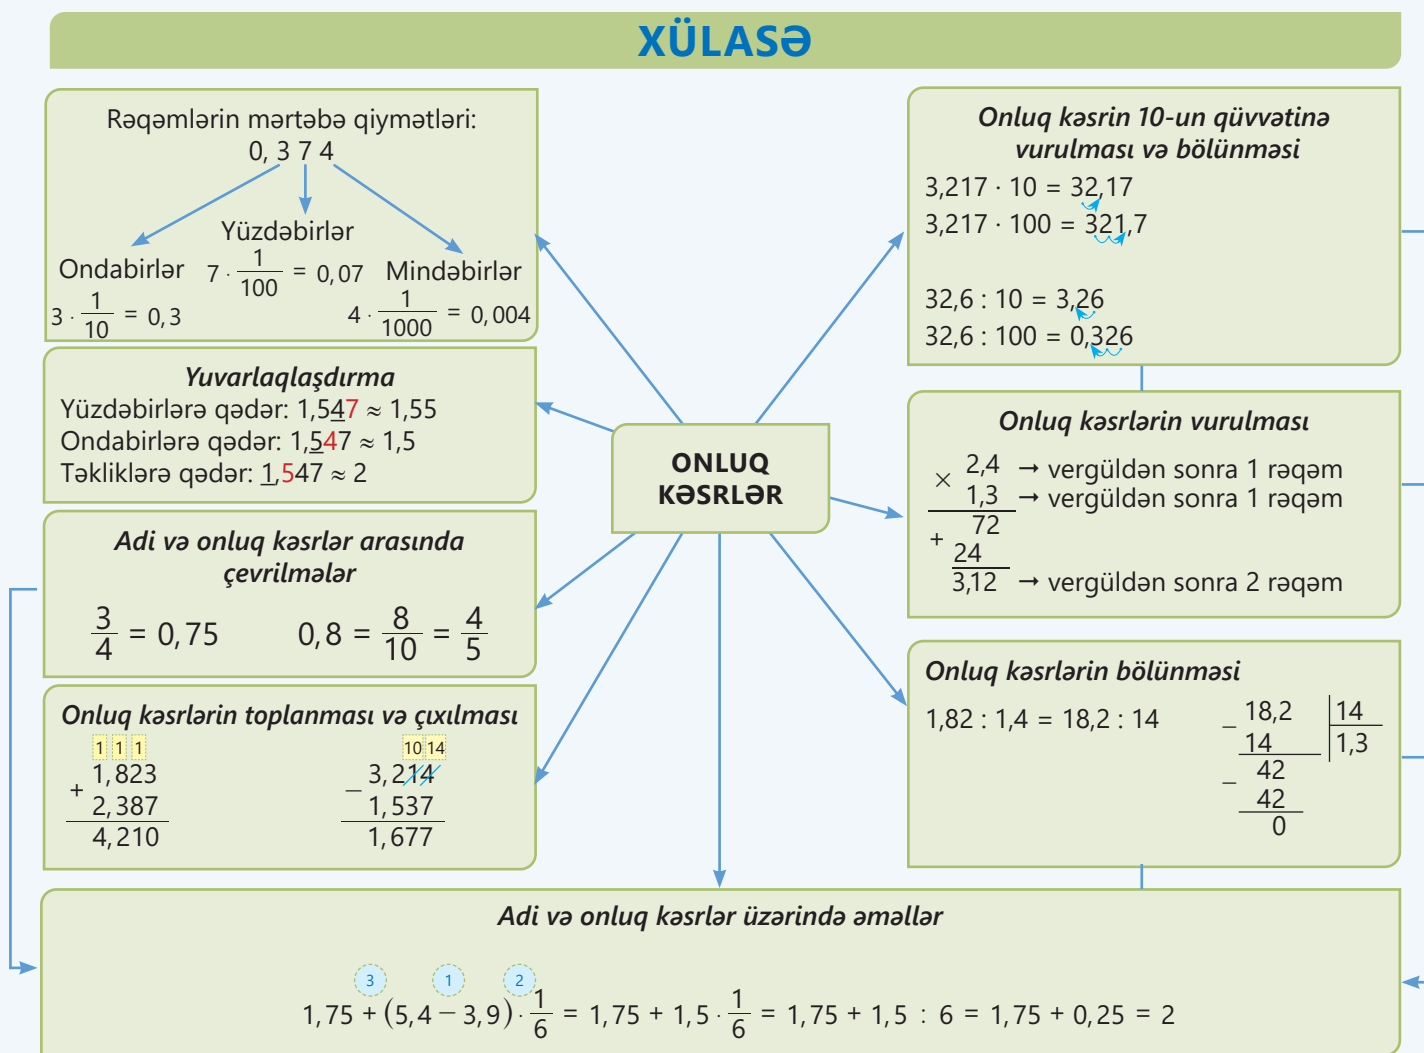 XÜLASƏ
Rəqəmlərin mərtəbə qiymətləri:
0, 3 7 4
Ondabirlər
3 · 1/10 = 0,3
Yüzdəbirlər
7 · 1/100 = 0,07
Mindəbirlər
4 · 1/1000 = 0,004
Yuvarlaqlaşdırma
Yüzdəbirlərə qədər: 1,547 ≈ 1,55
Ondabirlərə qədər: 1,547 ≈ 1,5
Təkliklərə qədər: 1,547 ≈ 2
Adi və onluq kəsrlər arasında
çevrilmələr
3/4 = 0,75 0,8 = 8/10 = 4/5
Onluq kəsrlərin toplanması və çıxılması
1 1 1
+ 1,823
2,387
4,210
10 14
3,214
− 1,537
1,677
ONLUQ
KƏSRLƏR
Onluq kəsrin 10-un qüvvətinə
vurulması və bölünməsi
3,217 · 10 = 32,17
3,217 · 100 = 321,7
32,6 : 10 = 3,26
32,6 : 100 = 0,326
Onluq kəsrlərin vurulması
× 2,4 → vergüldən sonra 1 rəqəm
1,3 → vergüldən sonra 1 rəqəm
+ 72
24
3,12 → vergüldən sonra 2 rəqəm
Onluq kəsrlərin bölünməsi
1,82 : 1,4 = 18,2 : 14
− 18,2 14
14 1,3
− 42
42
0
Adi və onluq kəsrlər üzərində əməllər
3 1 2
1,75 + (5,4 − 3,9) · 1/6 = 1,75 + 1,5 · 1/6 = 1,75 + 1,5 : 6 = 1,75 + 0,25 = 2